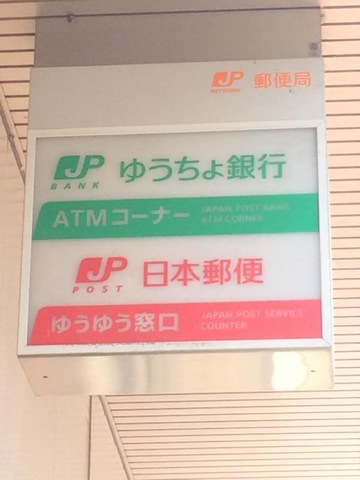 JP 郵便局
NETWORK
JP ゆうちょ銀行
BANK
ATMコーナー JAPAN POST BANK
ATM CORNER
JP 日本郵便
POST
ゆうゆう窓口 JAPAN POST SERVICE
COUNTER